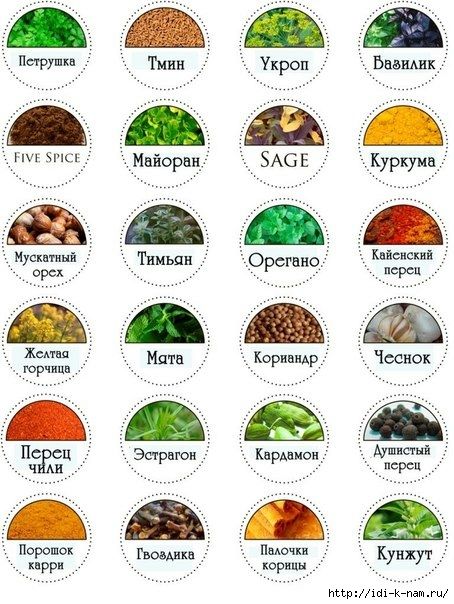 Петрушка
Тмин
Укроп
Базилик
Five Spice
Майоран
Sage
Куркума
Мускатный
орех
Тимьян
Орегано
Кайенский
перец
Желтая
горчица
Мята
Кориандр
Чеснок
Перец
чили
Эстрагон
Кардамон
Душистый
перец
Порошок
карри
Гвоздика
Палочки
корицы
Кунжут
http://idi-k-nam.ru/